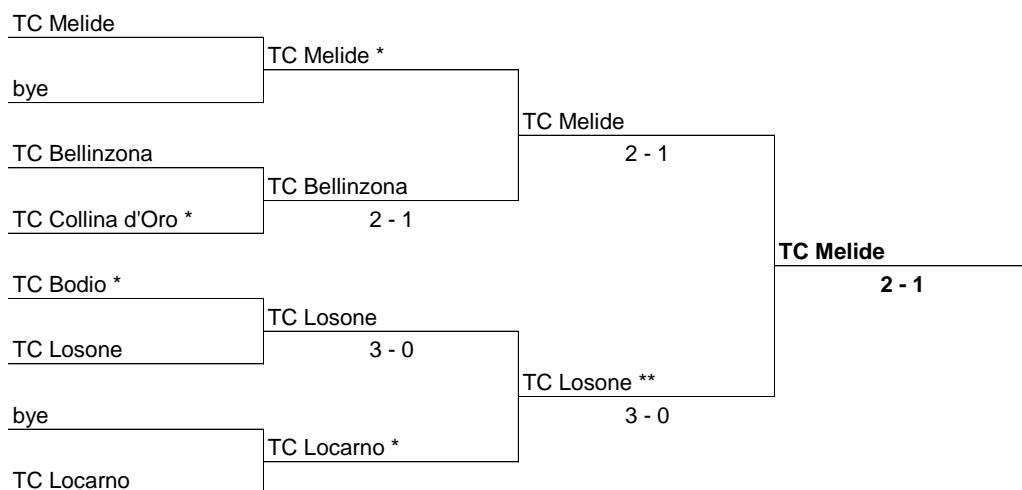 TC Melide
TC Melide *
bye
TC Melide
TC Bellinzona
2 - 1
TC Bellinzona
TC Collina d'Oro *
2 - 1
TC Melide
TC Bodio *
2 - 1
TC Losone
TC Losone
3 - 0
TC Losone **
bye
3 - 0
TC Locarno *
TC Locarno